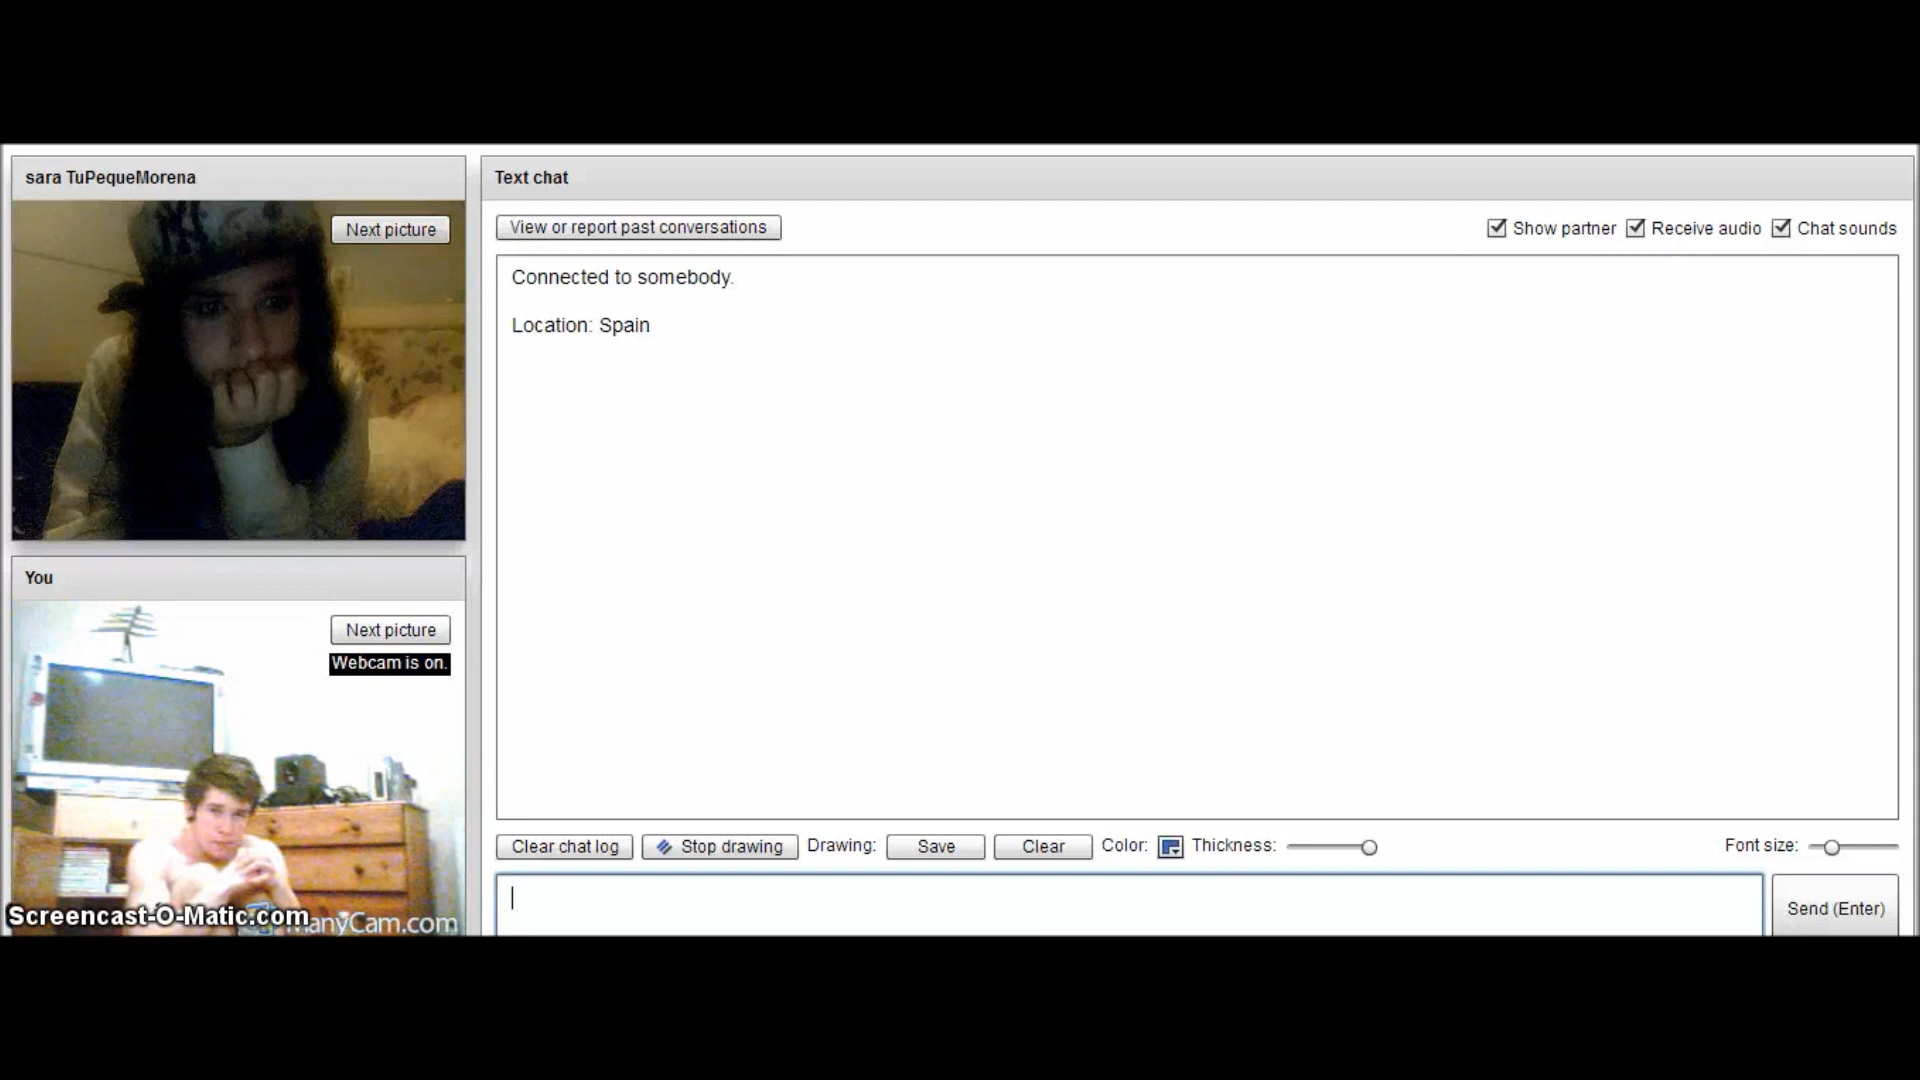 sara TuPequeMorena
Next picture
You
Next picture
Webcam is on.
Screencast-O-Matic.com
ManyCam.com
Text chat
View or report past conversations
Show partner
Receive audio
Chat sounds
Connected to somebody.
Location: Spain
Clear chat log
Stop drawing
Drawing:
Save
Clear
Color:
Thickness:
Font size:
Send (Enter)